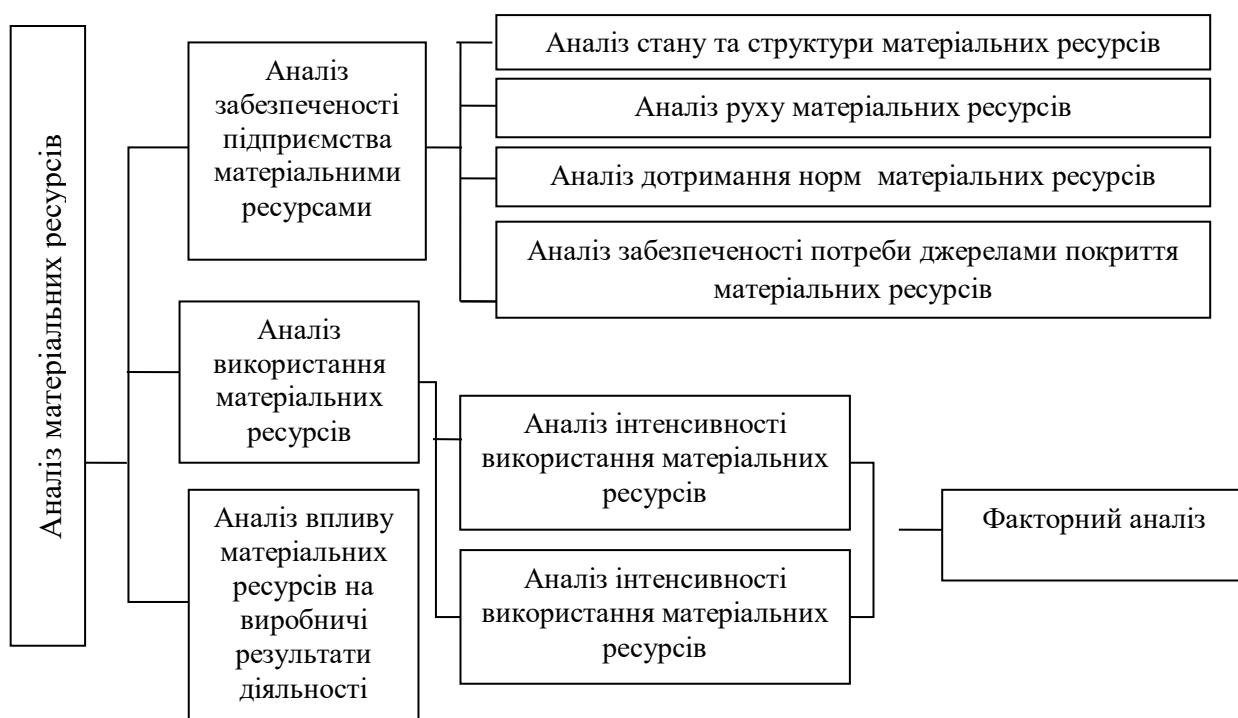 Аналіз матеріальних ресурсів
Аналіз
забезпеченості
підприємства
матеріальними
ресурсами
Аналіз стану та структури матеріальних ресурсів
Аналіз руху матеріальних ресурсів
Аналіз дотримання норм матеріальних ресурсів
Аналіз забезпеченості потреби джерелами покриття
матеріальних ресурсів
Аналіз
використання
матеріальних
ресурсів
Аналіз інтенсивності
використання матеріальних
ресурсів
Аналіз інтенсивності
використання матеріальних
ресурсів
Факторний аналіз
Аналіз впливу
матеріальних
ресурсів на
виробничі
результати
діяльності